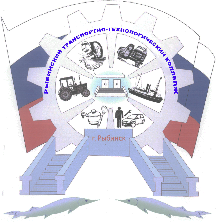 РЫБИНСКИЙ ТРАНСПОРТНО-ТЕХНОЛОГИЧЕСКИЙ КОЛЛЕДЖ
г. Рыбинск